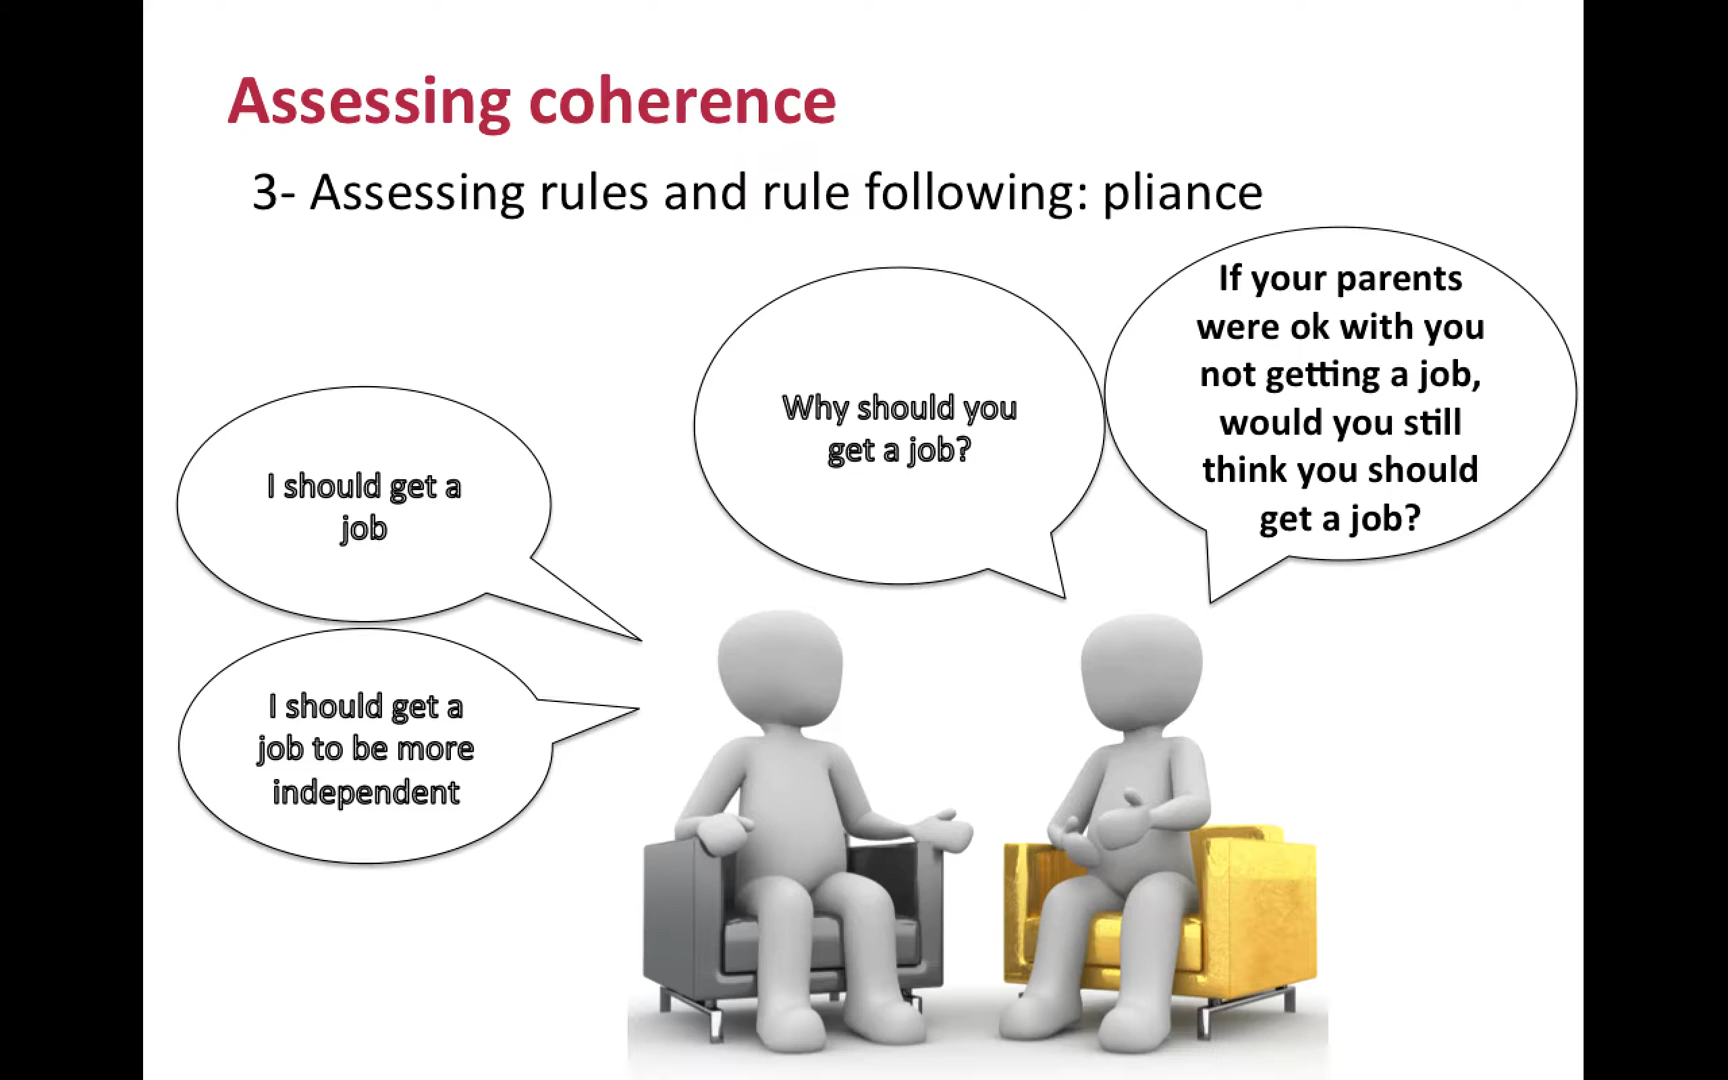 Assessing coherence
3- Assessing rules and rule following: pliance
I should get a
job
Why should you
get a job?
I should get a
job to be more
independent
If your parents
were ok with you
not getting a job,
would you still
think you should
get a job?